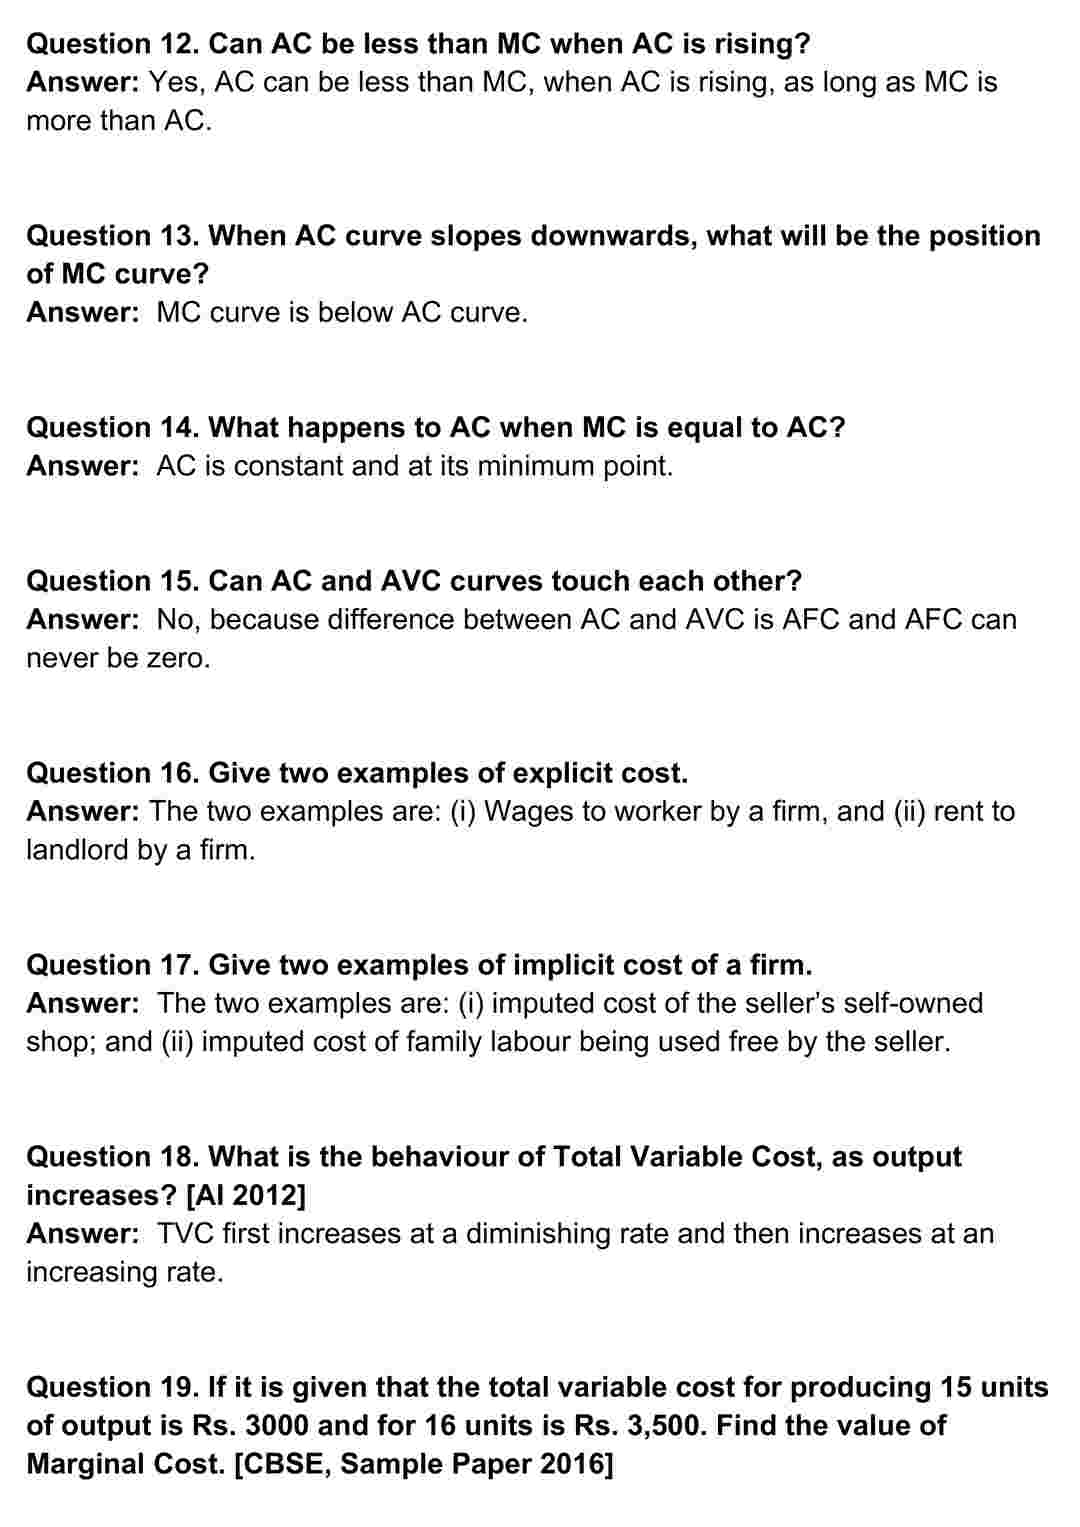 Question 12. Can AC be less than MC when AC is rising?
Answer: Yes, AC can be less than MC, when AC is rising, as long as MC is
more than AC.
Question 13. When AC curve slopes downwards, what will be the position
of MC curve?
Answer:  MC curve is below AC curve.
Question 14. What happens to AC when MC is equal to AC?
Answer:  AC is constant and at its minimum point.
Question 15. Can AC and AVC curves touch each other?
Answer:  No, because difference between AC and AVC is AFC and AFC can
never be zero.
Question 16. Give two examples of explicit cost.
Answer: The two examples are: (i) Wages to worker by a firm, and (ii) rent to
landlord by a firm.
Question 17. Give two examples of implicit cost of a firm.
Answer:  The two examples are: (i) imputed cost of the seller’s self-owned
shop; and (ii) imputed cost of family labour being used free by the seller.
Question 18. What is the behaviour of Total Variable Cost, as output
increases? [AI 2012]
Answer:  TVC first increases at a diminishing rate and then increases at an
increasing rate.
Question 19. If it is given that the total variable cost for producing 15 units
of output is Rs. 3000 and for 16 units is Rs. 3,500. Find the value of
Marginal Cost. [CBSE, Sample Paper 2016]